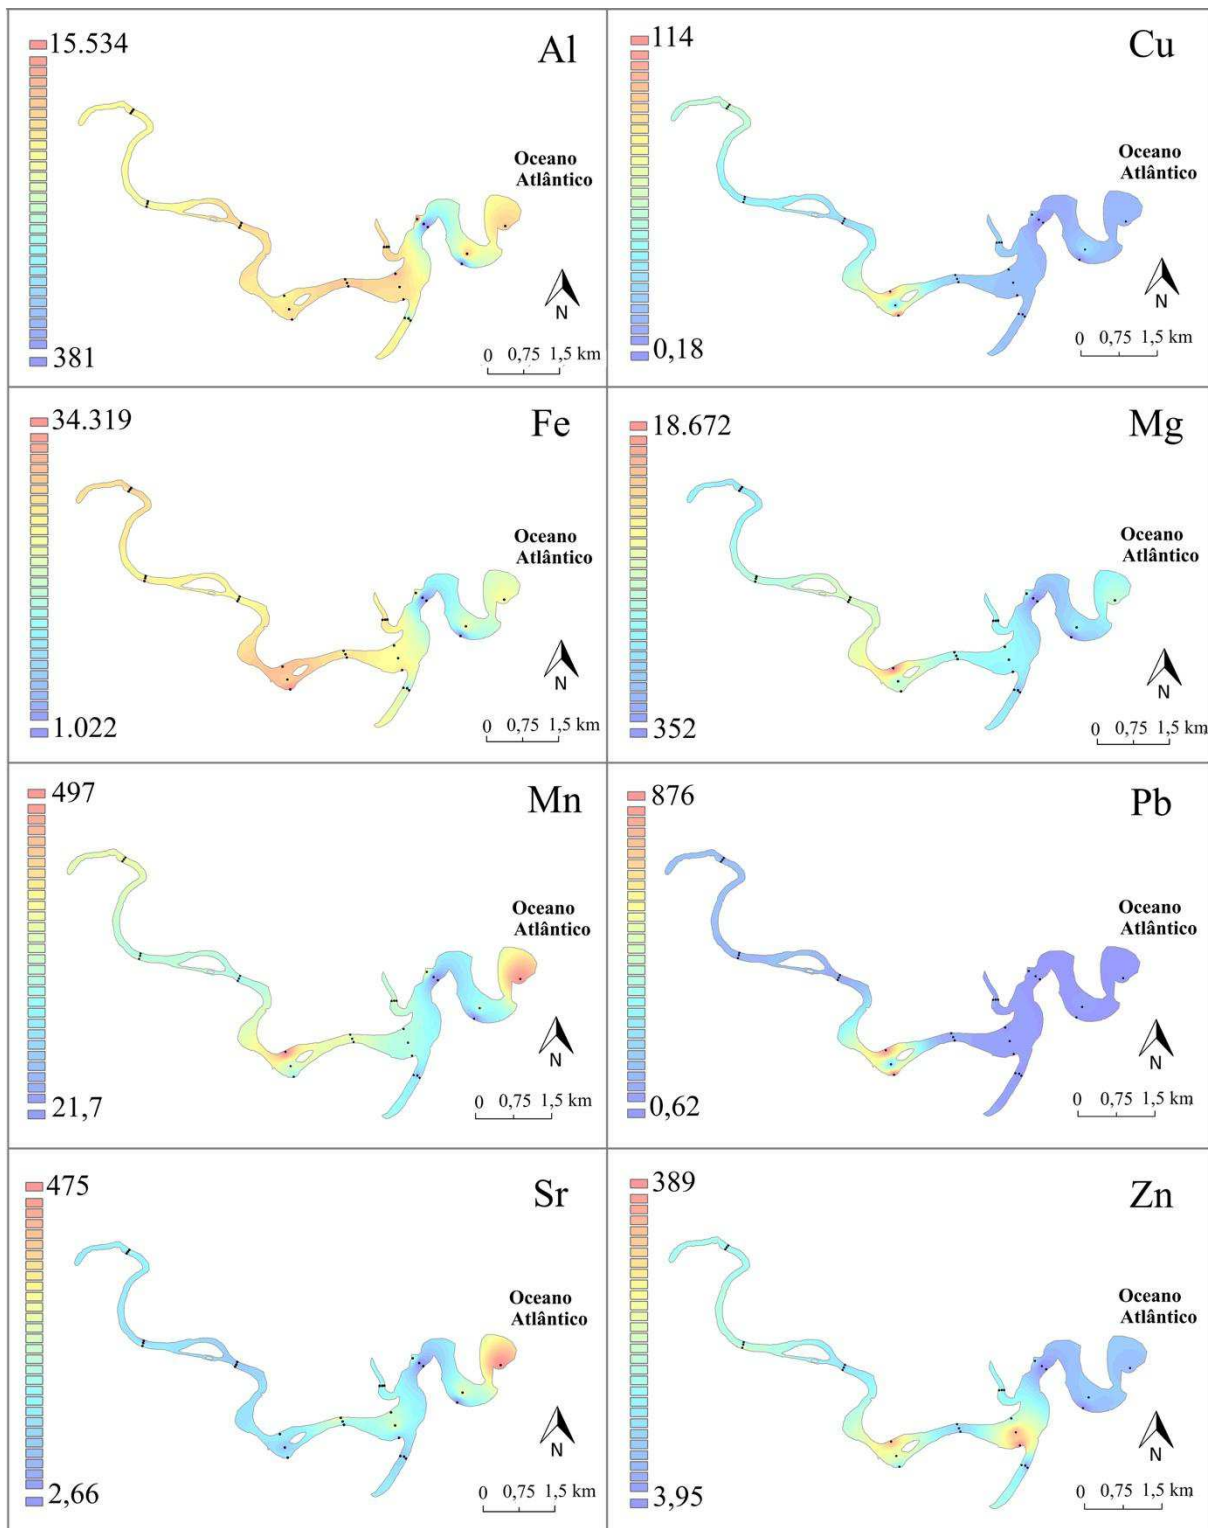 15.534
Al
Oceano
Atlântico
N
0 0,75 1,5 km
381
114
Cu
Oceano
Atlântico
N
0 0,75 1,5 km
0,18
34.319
Fe
Oceano
Atlântico
N
0 0,75 1,5 km
1.022
18.672
Mg
Oceano
Atlântico
N
0 0,75 1,5 km
352
497
Mn
Oceano
Atlântico
N
0 0,75 1,5 km
21,7
876
Pb
Oceano
Atlântico
N
0 0,75 1,5 km
0,62
475
Sr
Oceano
Atlântico
N
0 0,75 1,5 km
2,66
389
Zn
Oceano
Atlântico
N
0 0,75 1,5 km
3,95